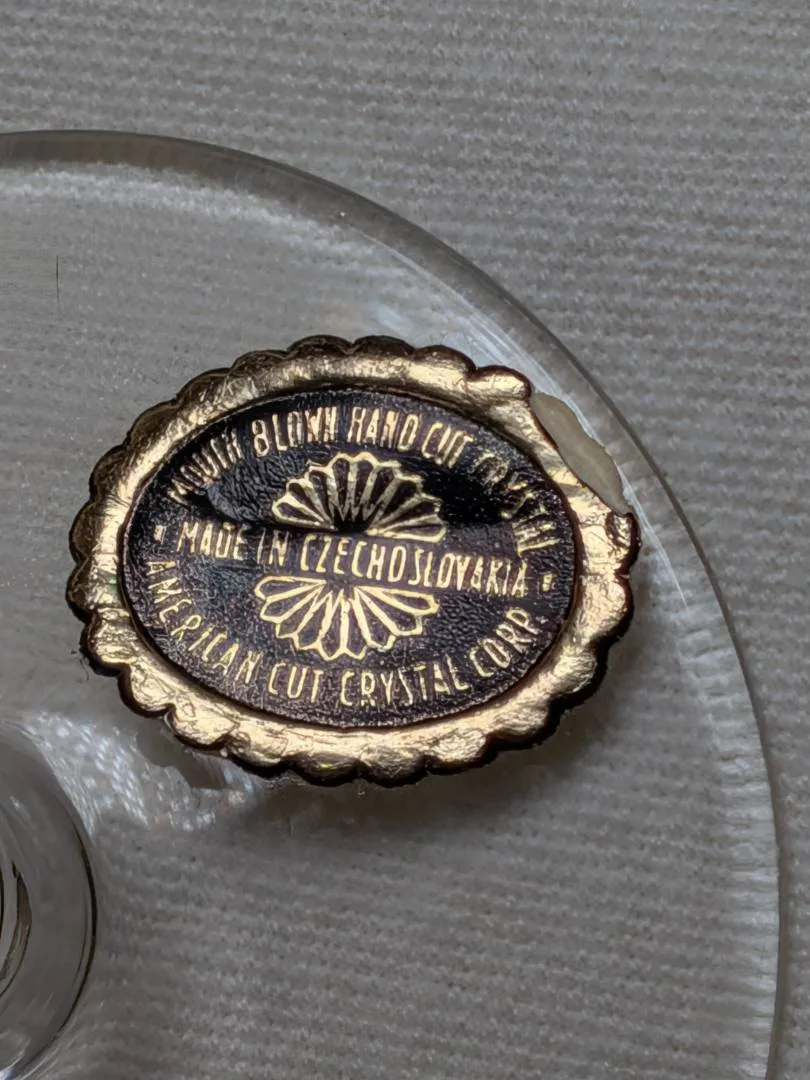 MOUTH BLOWN HAND CUT CRYSTAL
MADE IN CZECHOSLOVAKIA
AMERICAN CUT CRYSTAL CORP.